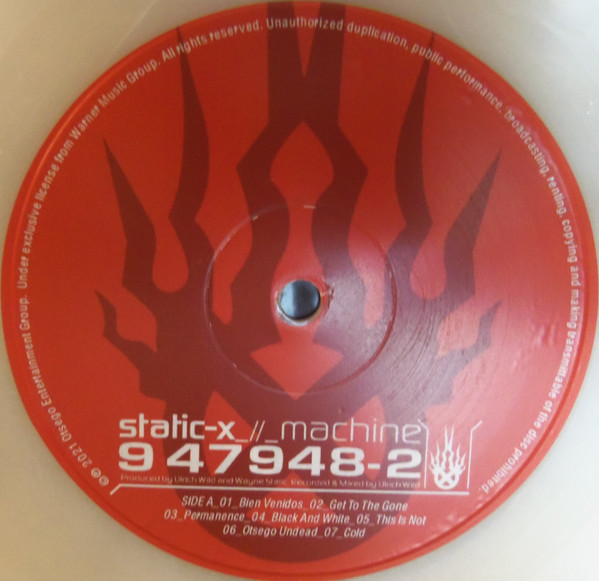 ℗© 2021 Otsego Entertainment Group. Under exclusive license from Warner Music Group. All rights reserved. Unauthorized duplication, public performance, broadcasting, renting, copying and making transmittable of the disc prohibited.
static-x_//_machine
9 47948-2
Produced by Ulrich Wild and Wayne Static. Recorded & Mixed by Ulrich Wild
SIDE A_01_Bien Venidos_02_Get To The Gone
03_Permanence_04_Black And White_05_This Is Not
06_Otsego Undead_07_Cold